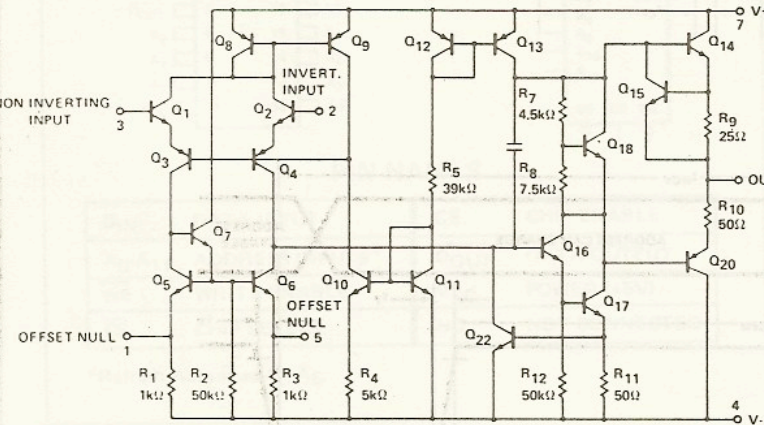 V+
7
Q8
Q9
Q12
Q13
Q14
INVERT.
INPUT
NON INVERTING
INPUT
3
Q1
Q2
2
Q15
R7
4.5kΩ
R9
25Ω
Q18
Q3
Q4
R5
39kΩ
R8
7.5kΩ
OU
R10
50Ω
Q7
Q16
Q20
Q5
Q6
Q10
Q11
OFFSET
NULL
5
Q17
OFFSET NULL
1
Q22
R1
1kΩ
R2
50kΩ
R3
1kΩ
R4
5kΩ
R12
50kΩ
R11
50Ω
4
V-